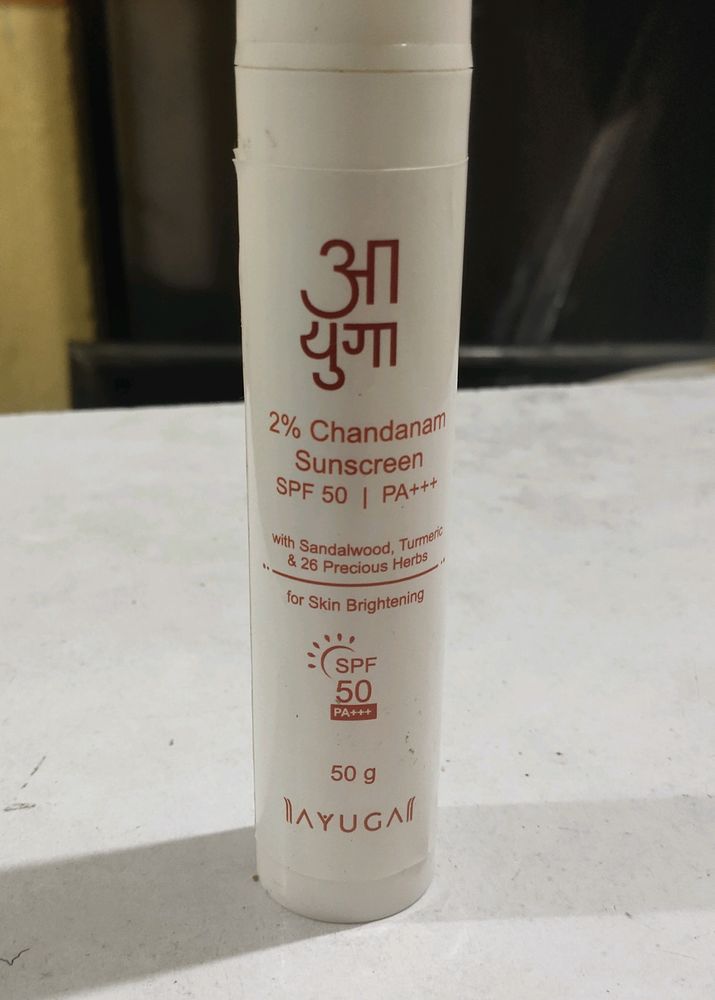 आ
युगा
2% Chandanam
Sunscreen
SPF 50 | PA+++
with Sandalwood, Turmeric
& 26 Precious Herbs
for Skin Brightening
SPF
50
PA+++
50 g
AYUGA